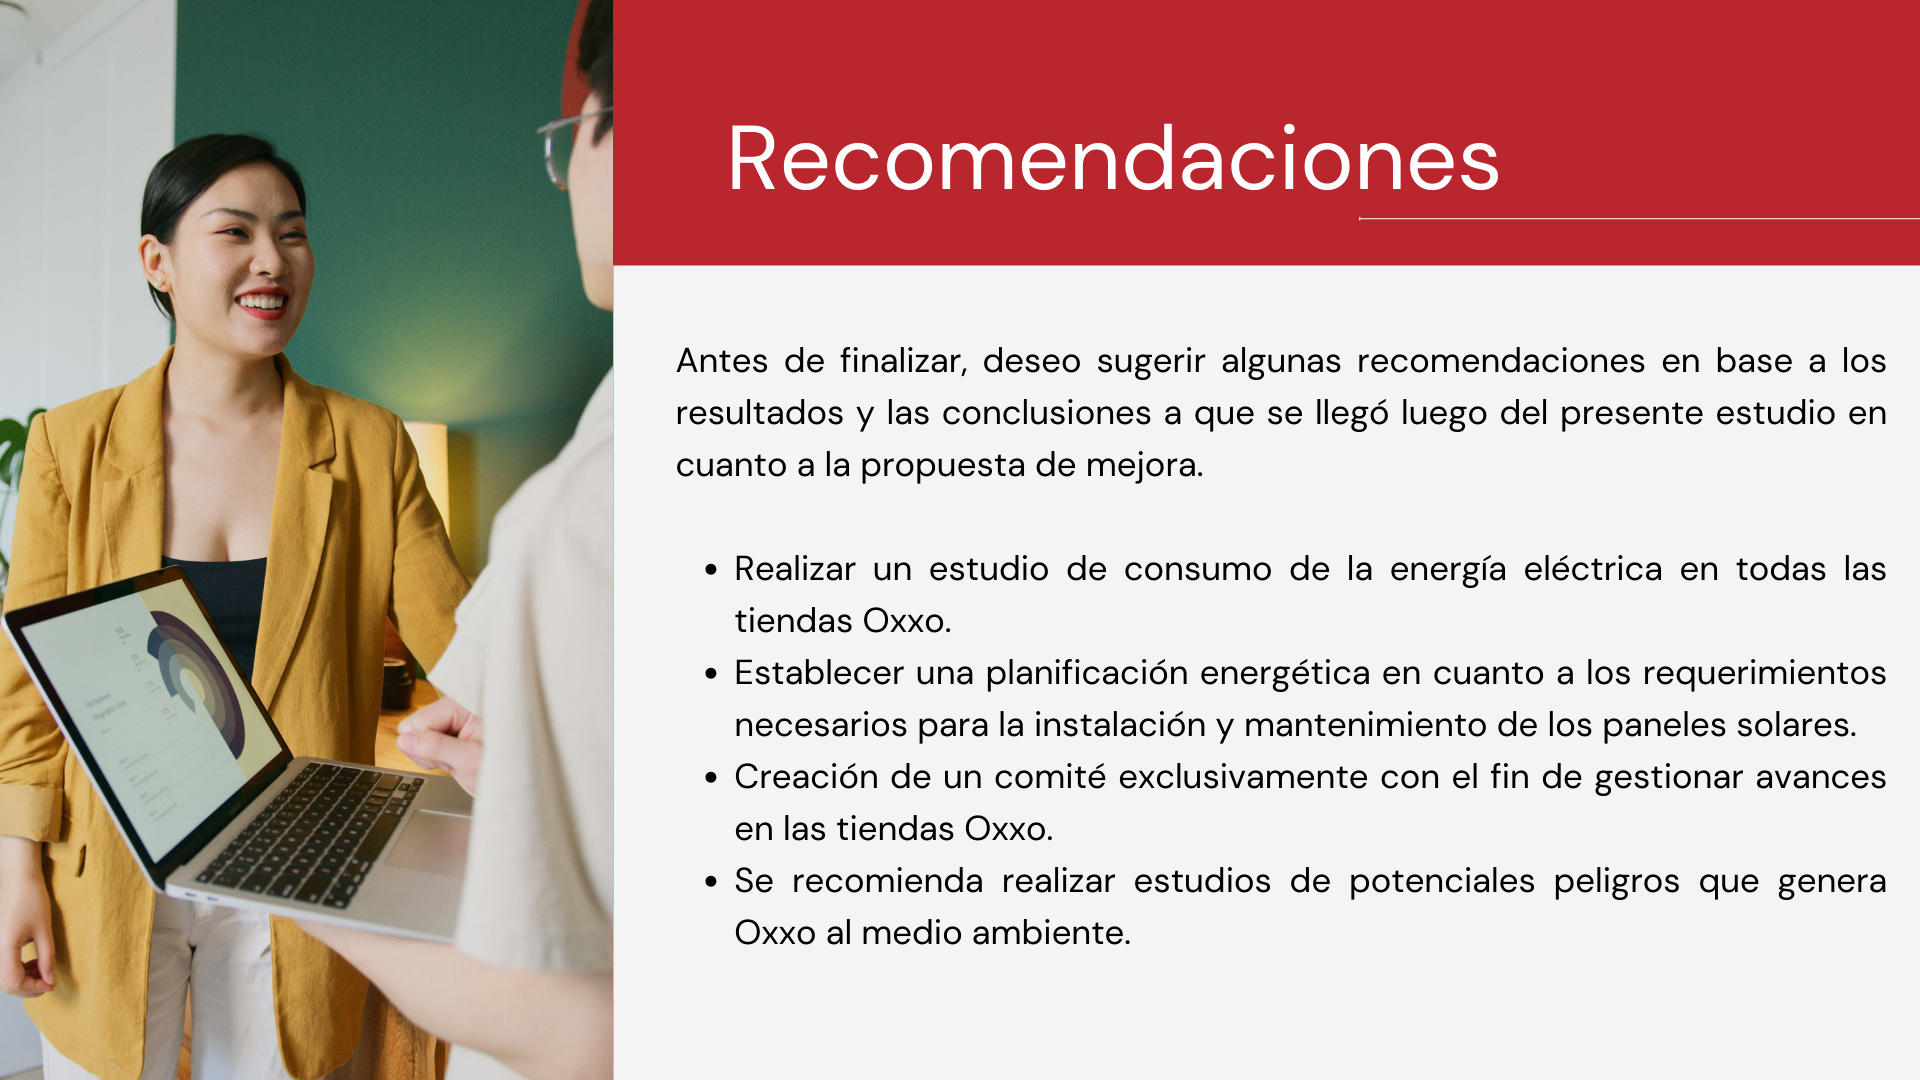 Recomendaciones
Antes de finalizar, deseo sugerir algunas recomendaciones en base a los
resultados y las conclusiones a que se llegó luego del presente estudio en
cuanto a la propuesta de mejora.
• Realizar un estudio de consumo de la energía eléctrica en todas las
tiendas Oxxo.
• Establecer una planificación energética en cuanto a los requerimientos
necesarios para la instalación y mantenimiento de los paneles solares.
• Creación de un comité exclusivamente con el fin de gestionar avances
en las tiendas Oxxo.
• Se recomienda realizar estudios de potenciales peligros que genera
Oxxo al medio ambiente.